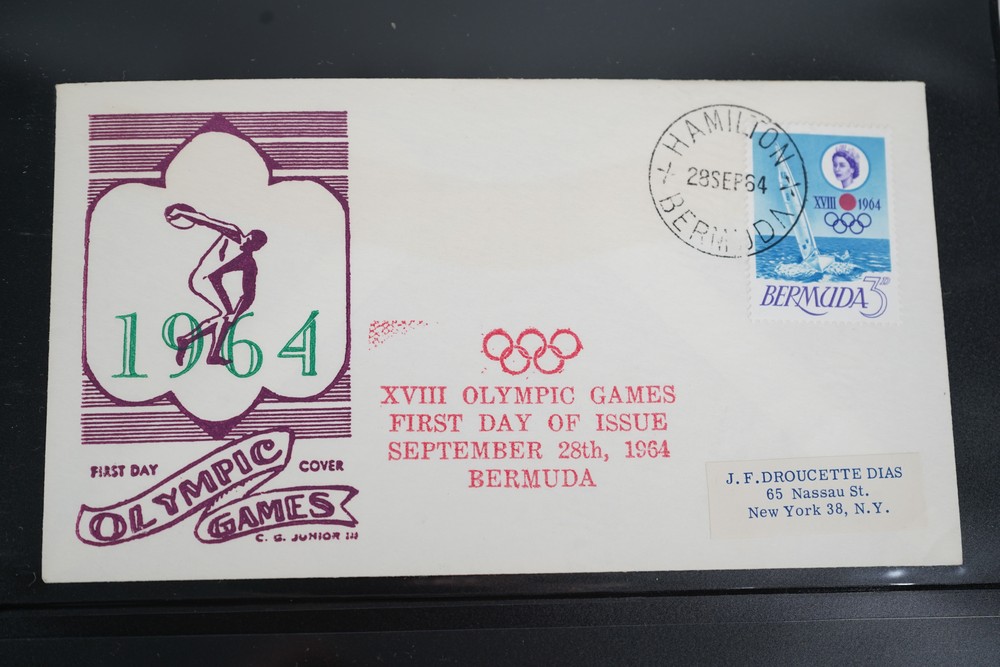 1964
FIRST DAY COVER
OLYMPIC
GAMES
C. G. JUNIOR III
HAMILTON
28SEP64
BERMUDA
XVIII 1964
BERMUDA 3D
XVIII OLYMPIC GAMES
FIRST DAY OF ISSUE
SEPTEMBER 28th, 1964
BERMUDA
J. F. DROUCETTE DIAS
65 Nassau St.
New York 38, N. Y.